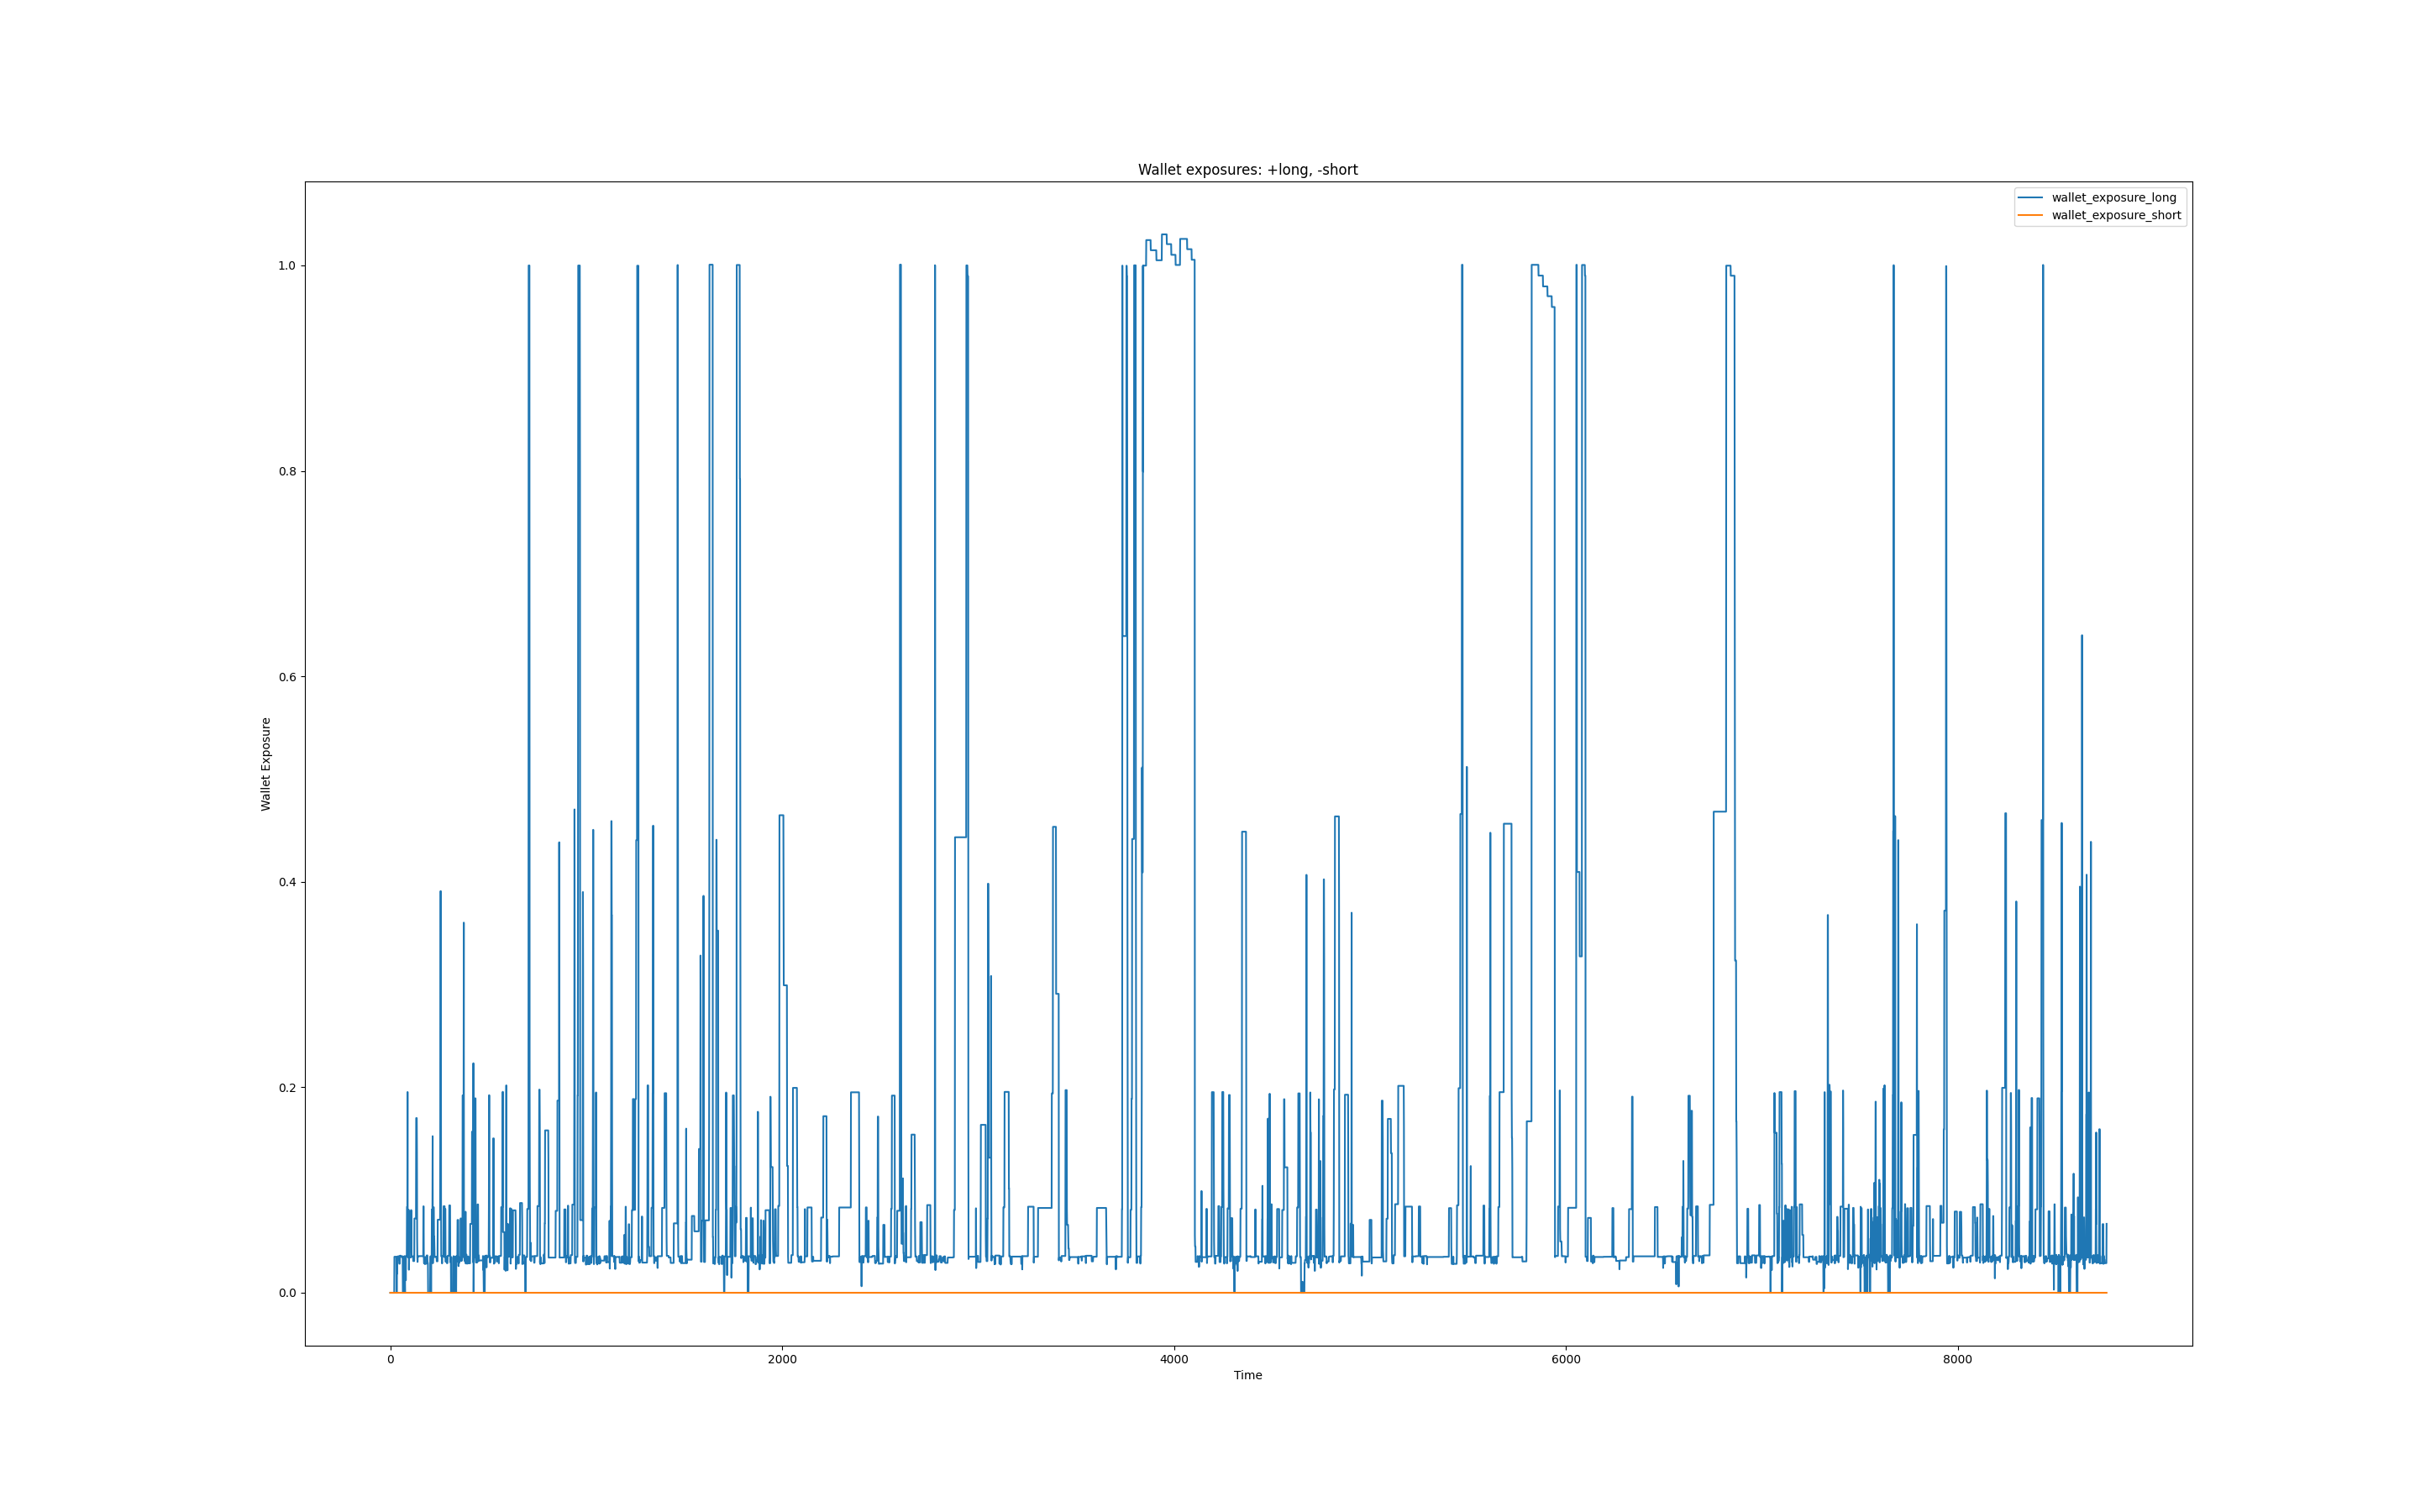 Wallet exposures: +long, -short
wallet_exposure_long
wallet_exposure_short
1.0
0.8
0.6
0.4
0.2
0.0
Wallet Exposure
0
2000
4000
6000
8000
Time